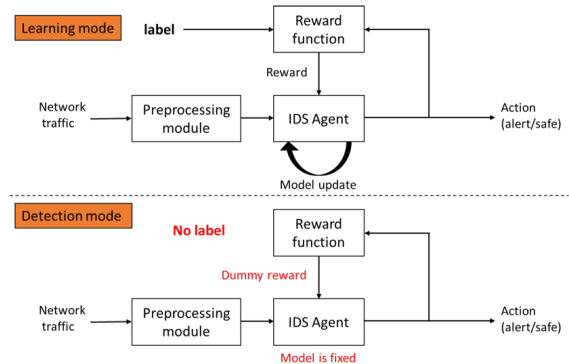 Learning mode
label
Reward
function
Reward
Network
traffic
Preprocessing
module
IDS Agent
Action
(alert/safe)
Model update
Detection mode
No label
Reward
function
Dummy reward
Network
traffic
Preprocessing
module
IDS Agent
Action
(alert/safe)
Model is fixed